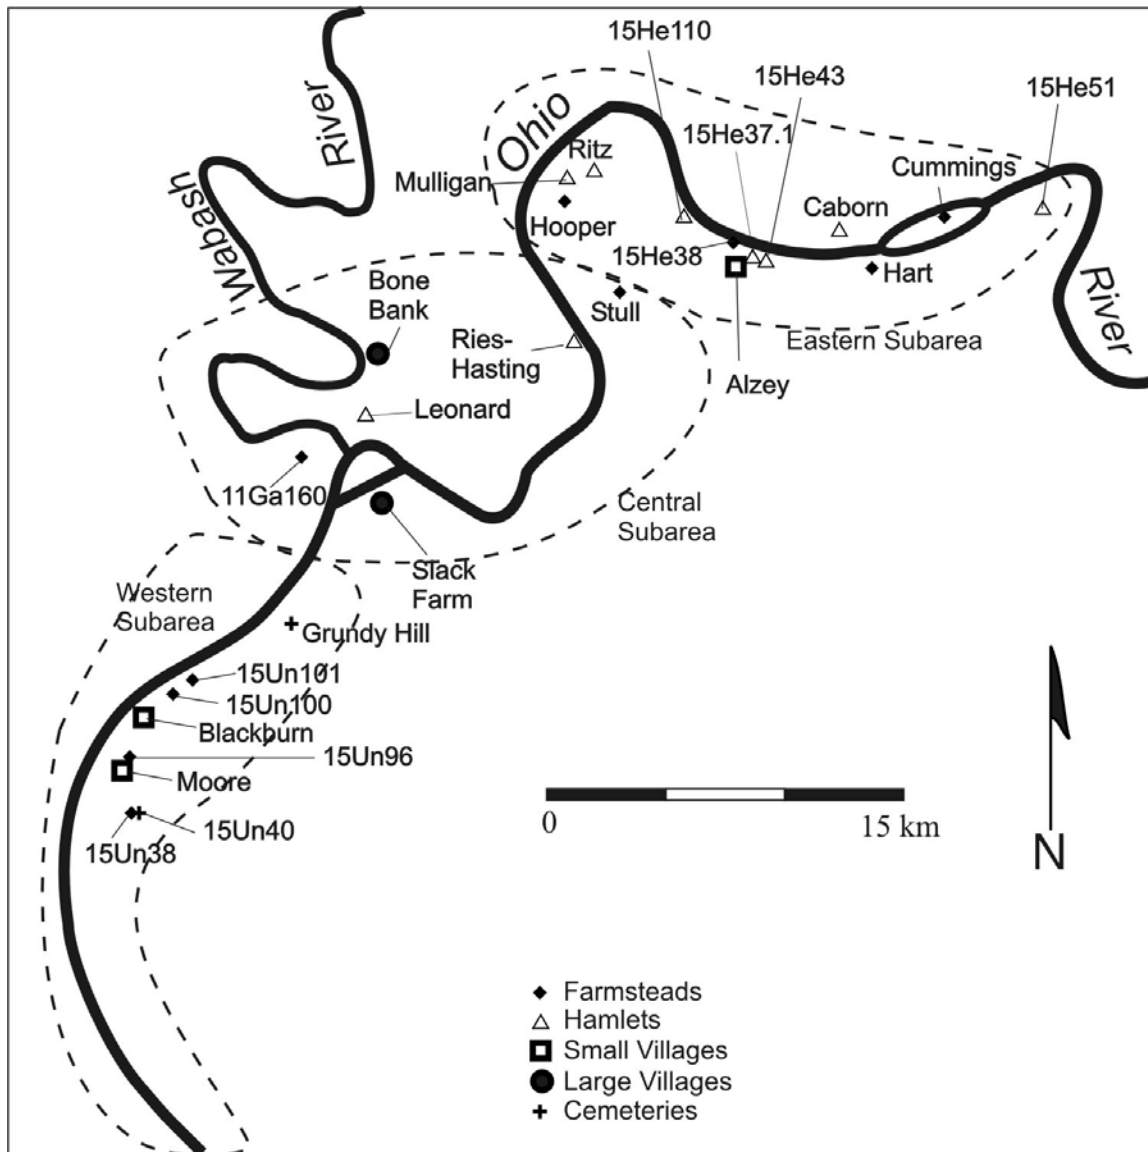 15He110
15He43
15He51
River
Ohio
15He37.1
Ritz
Cummings
Mulligan
Caborn
Wabash
Hooper
15He38
Hart
River
Bone
Bank
Stull
Ries-
Hasting
Eastern Subarea
Alzey
Leonard
11Ga160
Central
Subarea
Slack
Farm
Western
Subarea
Grundy Hill
15Un101
15Un100
Blackburn
15Un96
Moore
15Un40
15Un38
0
15 km
N
Farmsteads
Hamlets
Small Villages
Large Villages
Cemeteries